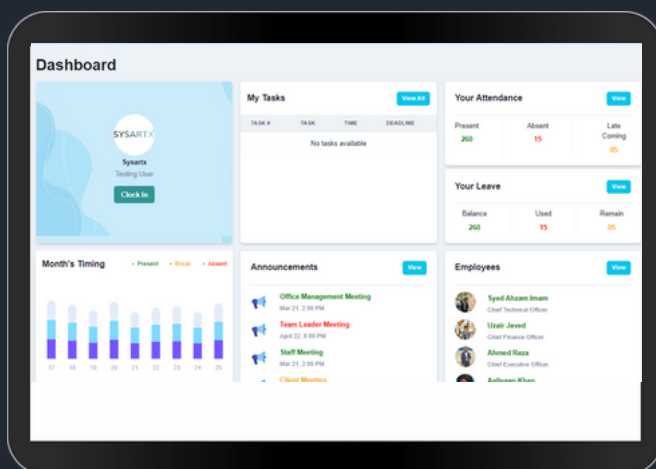 Dashboard
SYSARTX
Sysartx
Testing User
Clock In
My Tasks
View All
TASK # TASK TIME DEADLINE
No tasks available
Your Attendance
View
Present Absent Late Coming
260 15 05
Your Leave
View
Balance Used Remain
260 15 05
Month's Timing
Present Break Absent
17 18 19 20 21 22 23 24 25
Announcements
View
Office Management Meeting
Mar 21, 2:00 PM
Team Leader Meeting
April 22, 8:00 PM
Staff Meeting
Mar 21, 2:00 PM
Client Meeting
Employees
View
Syed Ahzam Imam
Chief Technical Officer
Uzair Javed
Chief Finance Officer
Ahmed Raza
Chief Executive Officer
Khan